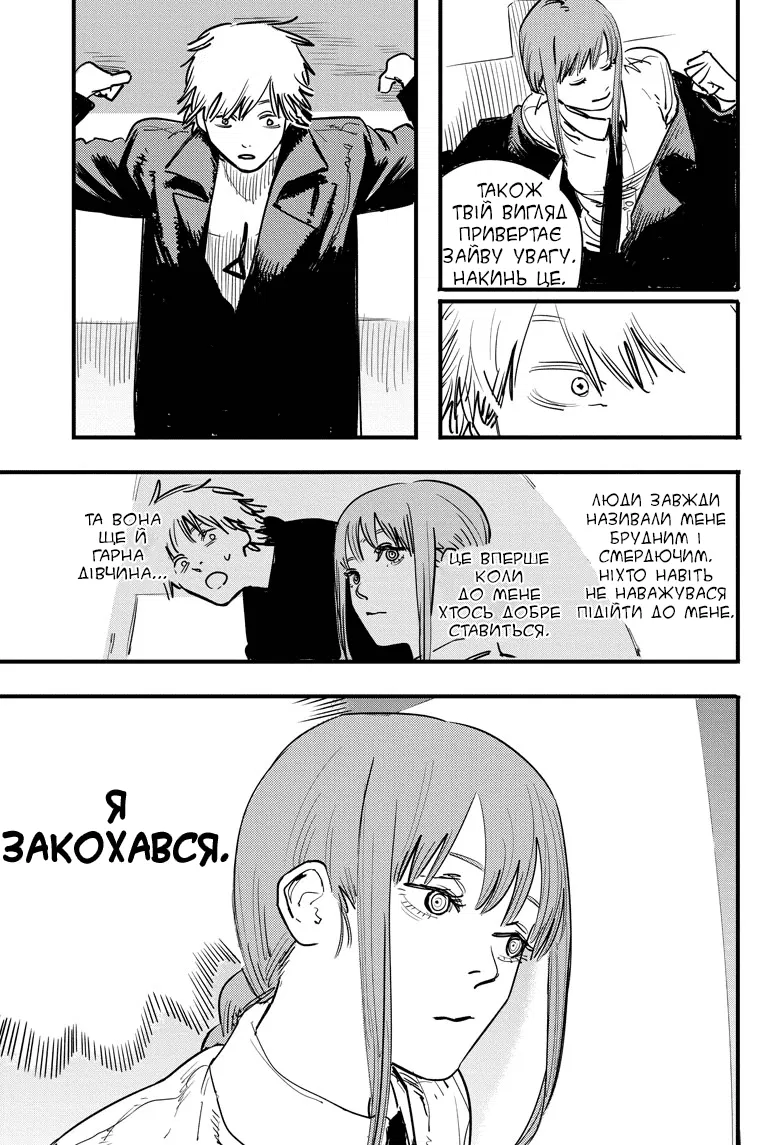 ТАКОЖ
ТВІЙ ВИГЛЯД
ПРИВЕРТАЄ
ЗАЙВУ УВАГУ.
НАКИНЬ ЦЕ.
ЛЮДИ ЗАВЖДИ
НАЗИВАЛИ МЕНЕ
БРУДНИМ І
СМЕРДЮЧИМ.
НІХТО НАВІТЬ
НЕ НАВАЖУВАСЯ
ПІДІЙТИ ДО МЕНЕ.
ЦЕ ВПЕРШЕ
КОЛИ
ДО МЕНЕ
ХТОСЬ ДОБРЕ
СТАВИТЬСЯ.
ТА ВОНА
ЩЕ Й
ГАРНА
ДІВЧИНА...
Я
ЗАКОХАВСЯ.